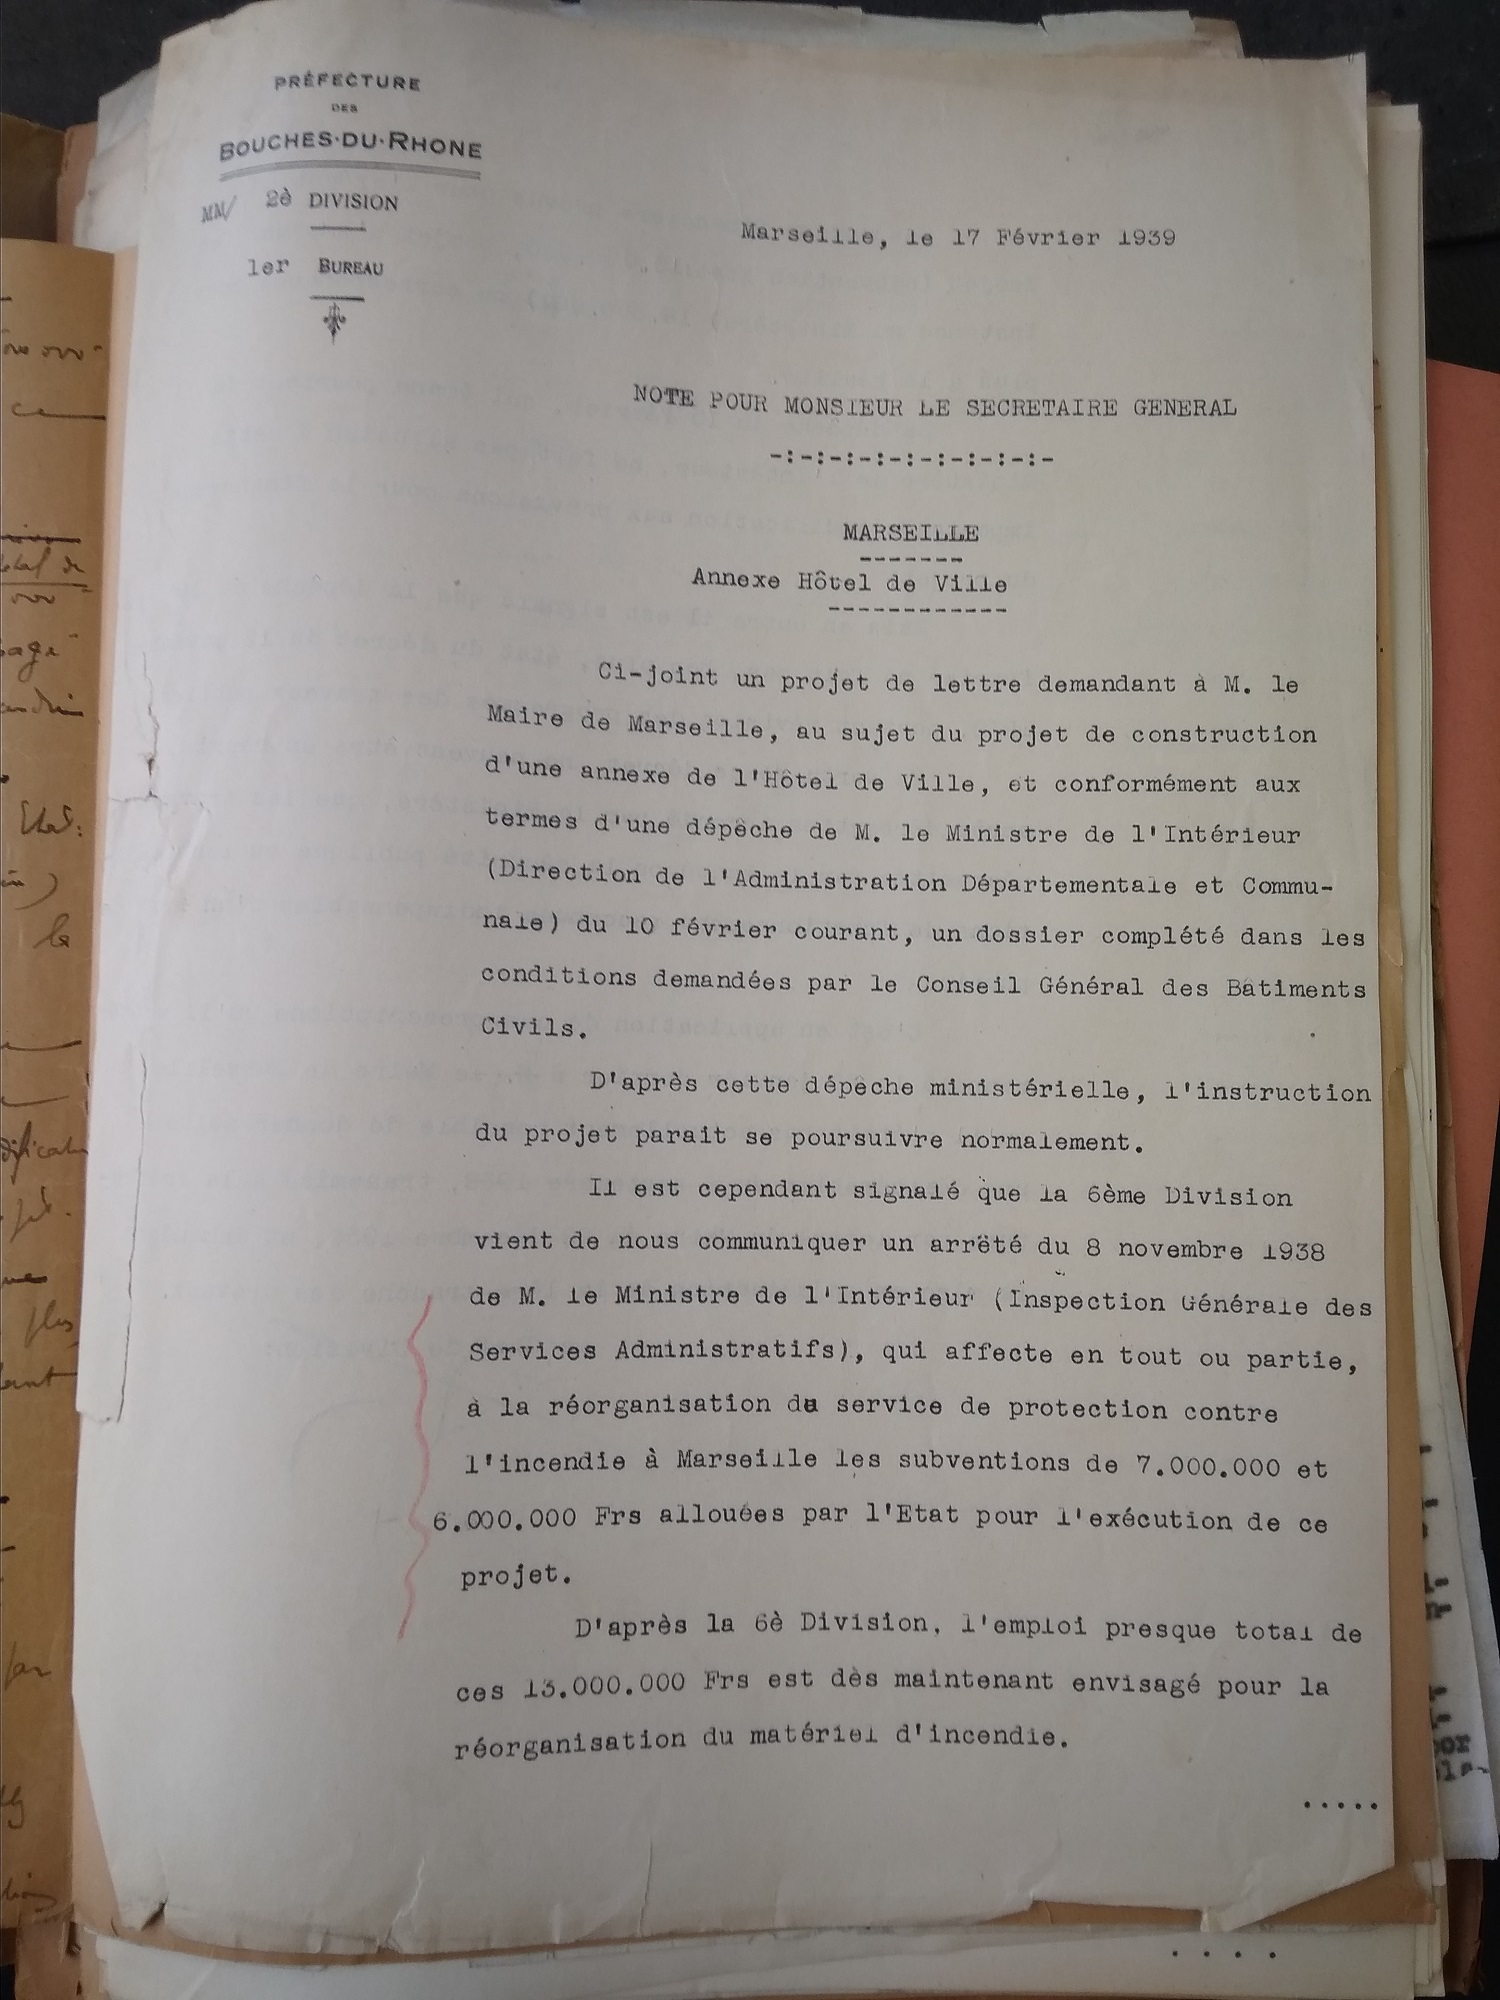 PRÉFECTURE
DES
BOUCHES·DU·RHONE
MM/ 2è DIVISION
1er BUREAU
Marseille, le 17 Février 1939
NOTE POUR MONSIEUR LE SECRETAIRE GENERAL
-:-:-:-:-:-:-:-:-:-
MARSEILLE
-------
Annexe Hôtel de Ville
------------
Ci-joint un projet de lettre demandant à M. le
Maire de Marseille, au sujet du projet de construction
d'une annexe de l'Hôtel de Ville, et conformément aux
termes d'une dépêche de M. le Ministre de l'Intérieur
(Direction de l'Administration Départementale et Commu-
nale) du 10 février courant, un dossier complété dans les
conditions demandées par le Conseil Général des Batiments
Civils.
D'après cette dépeche ministérielle, l'instruction
du projet parait se poursuivre normalement.
Il est cependant signalé que la 6ème Division
vient de nous communiquer un arrêté du 8 novembre 1938
de M. le Ministre de l'Intérieur (Inspection Générale des
Services Administratifs), qui affecte en tout ou partie,
à la réorganisation du service de protection contre
l'incendie à Marseille les subventions de 7.000.000 et
6.000.000 Frs allouées par l'Etat pour l'exécution de ce
projet.
D'après la 6è Division, l'emploi presque total de
ces 13.000.000 Frs est dès maintenant envisagé pour la
réorganisation du matériel d'incendie.
.....
. . . .